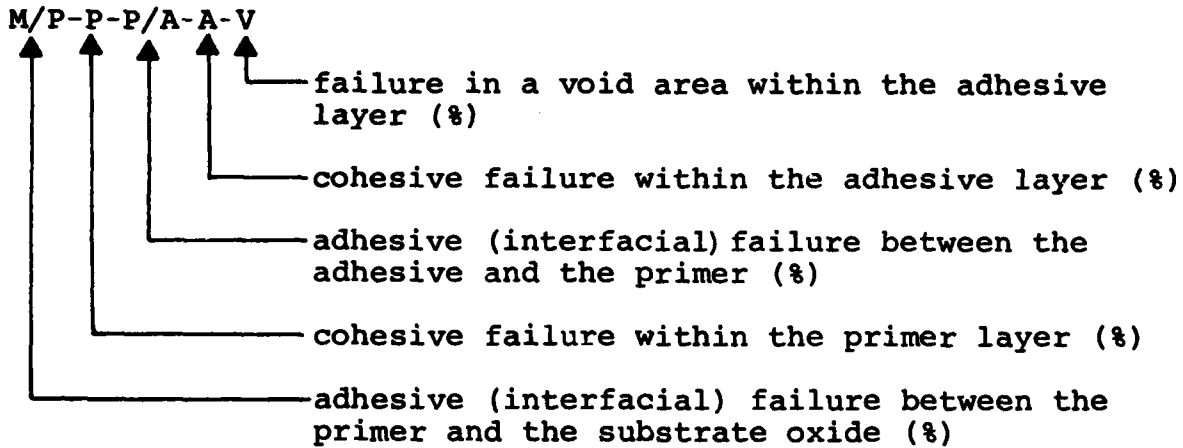 M/P-P-P/A-A-V
failure in a void area within the adhesive
layer (%)
cohesive failure within the adhesive layer (%)
adhesive (interfacial) failure between the
adhesive and the primer (%)
cohesive failure within the primer layer (%)
adhesive (interfacial) failure between the
primer and the substrate oxide (%)